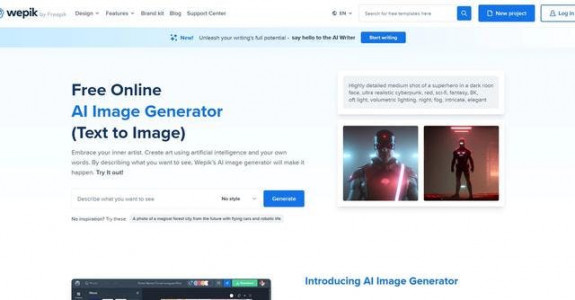 wepik by Freepik
Design Features Brand kit Blog Support Center
EN
Search for free templates here
New project
Log in
New! Unleash your writing's full potential - say hello to the AI Writer
Start writing
Free Online
AI Image Generator
(Text to Image)
Embrace your inner artist. Create art using artificial intelligence and your own
words. By describing what you want to see, Wepik's AI image generator will make it
happen. Try it out!
Describe what you want to see
No style
Generate
No inspiration? Try these
A photo of a magical forest city from the future with flying cars and robotic life.
Highly detailed medium shot of a superhero in a dark room
face, ultra realistic cyberpunk, red, sci-fi, fantasy, 8K,
oft light, volumetric lighting, night, fog, intricate, elegant
Introducing AI Image Generator